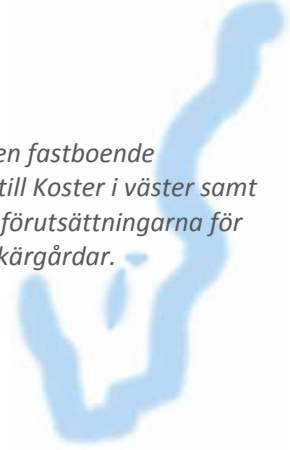 en fastboende
till Koster i väster samt
förutsättningarna för
kärgårdar.